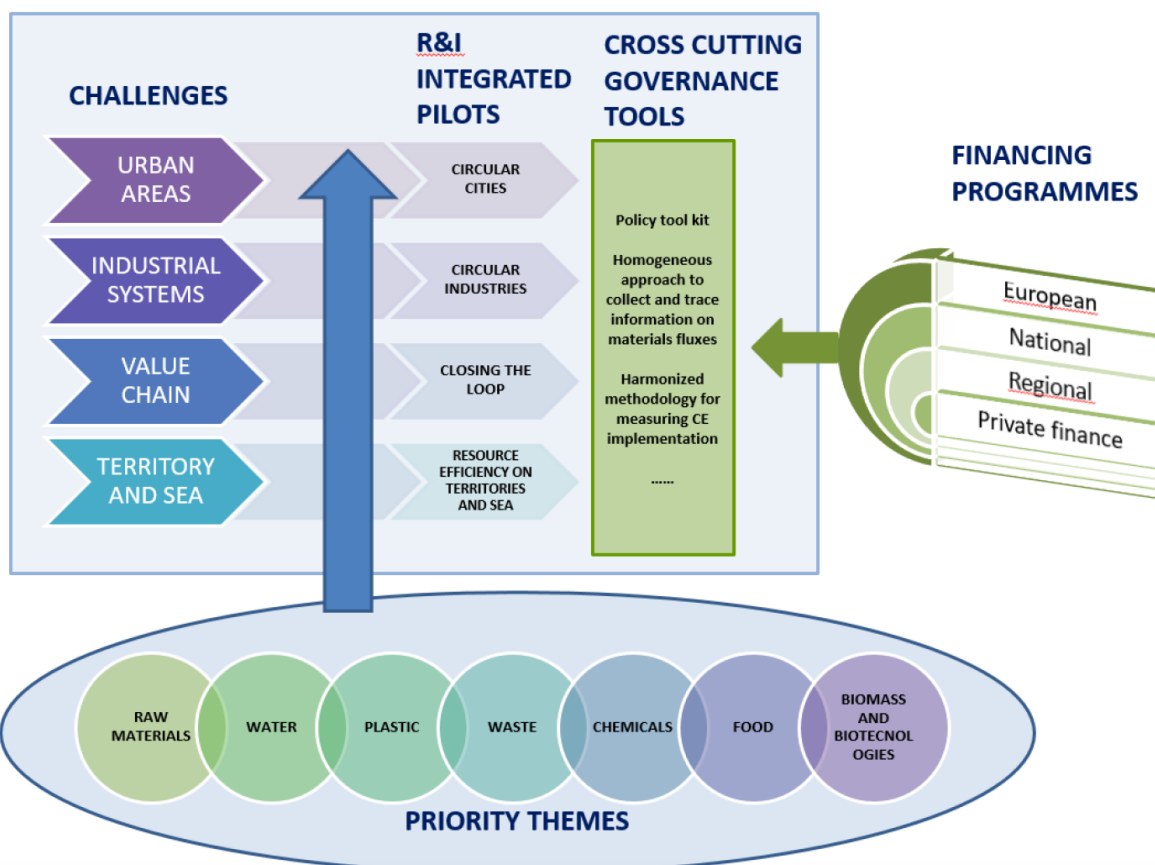 CHALLENGES
R&I
INTEGRATED
PILOTS
CROSS CUTTING
GOVERNANCE
TOOLS
URBAN
AREAS
CIRCULAR
CITIES
INDUSTRIAL
SYSTEMS
CIRCULAR
INDUSTRIES
VALUE
CHAIN
CLOSING THE
LOOP
TERRITORY
AND SEA
RESOURCE
EFFICIENCY ON
TERRITORIES
AND SEA
Policy tool kit
Homogeneous
approach to
collect and trace
information on
materials fluxes
Harmonized
methodology for
measuring CE
implementation
......
FINANCING
PROGRAMMES
European
National
Regional
Private finance
RAW
MATERIALS
WATER
PLASTIC
WASTE
CHEMICALS
FOOD
BIOMASS
AND
BIOTECNOL
OGIES
PRIORITY THEMES